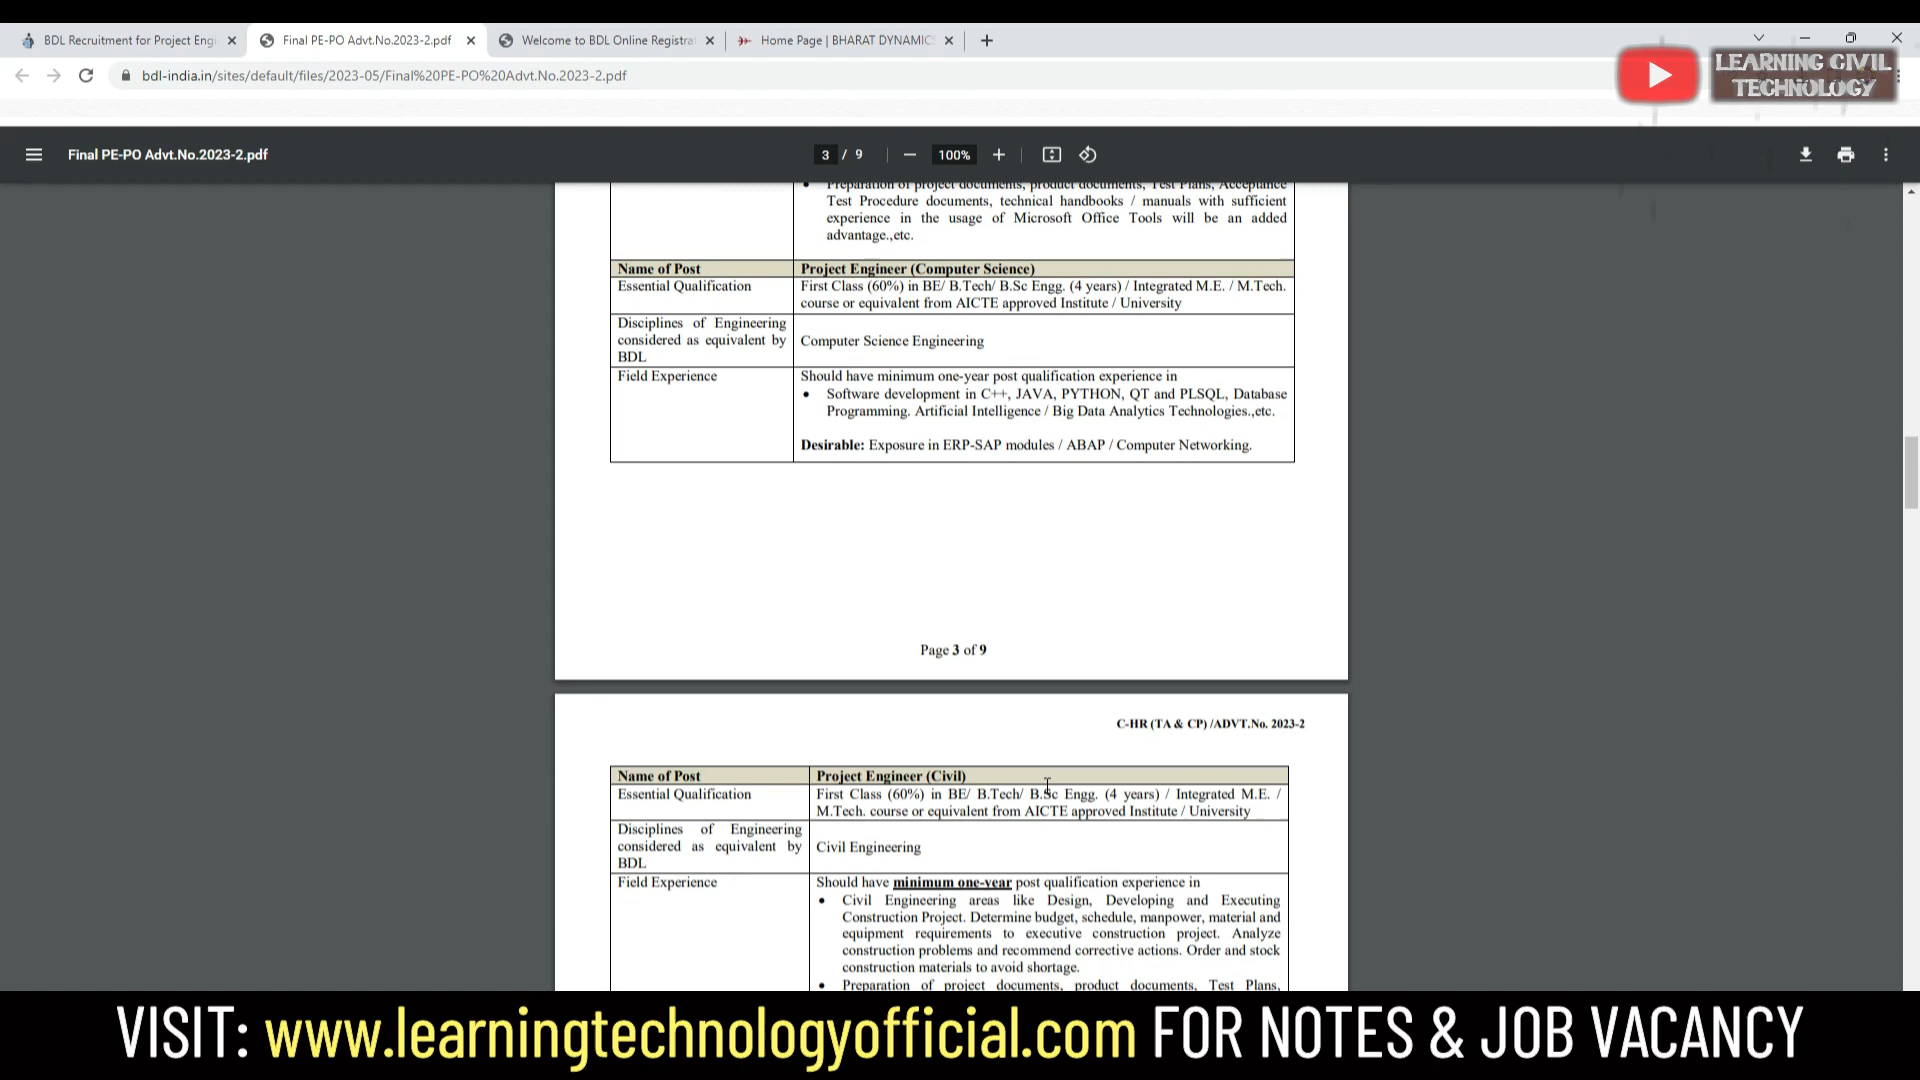 BDL Recruitment for Project Engi
Final PE-PO Advt.No.2023-2.pdf
Welcome to BDL Online Registra
Home Page | BHARAT DYNAMICS
bdl-india.in/sites/default/files/2023-05/Final%20PE-PO%20Advt.No.2023-2.pdf
LEARNING CIVIL
TECHNOLOGY
Final PE-PO Advt.No.2023-2.pdf
3 / 9
100%
Preparation of project documents, product documents, Test Plans, Acceptance
Test Procedure documents, technical handbooks / manuals with sufficient
experience in the usage of Microsoft Office Tools will be an added
advantage.,etc.
Name of Post Project Engineer (Computer Science)
Essential Qualification First Class (60%) in BE/ B.Tech/ B.Sc Engg. (4 years) / Integrated M.E. / M.Tech.
course or equivalent from AICTE approved Institute / University
Disciplines of Engineering
considered as equivalent by Computer Science Engineering
BDL
Field Experience Should have minimum one-year post qualification experience in
• Software development in C++, JAVA, PYTHON, QT and PLSQL, Database
Programming. Artificial Intelligence / Big Data Analytics Technologies.,etc.
Desirable: Exposure in ERP-SAP modules / ABAP / Computer Networking.
Page 3 of 9
C-HR (TA & CP) /ADVT.No. 2023-2
Name of Post Project Engineer (Civil)
Essential Qualification First Class (60%) in BE/ B.Tech/ B.Sc Engg. (4 years) / Integrated M.E. /
M.Tech. course or equivalent from AICTE approved Institute / University
Disciplines of Engineering
considered as equivalent by Civil Engineering
BDL
Field Experience Should have minimum one-year post qualification experience in
• Civil Engineering areas like Design, Developing and Executing
Construction Project. Determine budget, schedule, manpower, material and
equipment requirements to executive construction project. Analyze
construction problems and recommend corrective actions. Order and stock
construction materials to avoid shortage.
• Preparation of project documents, product documents, Test Plans,
VISIT: www.learningtechnologyofficial.com FOR NOTES & JOB VACANCY